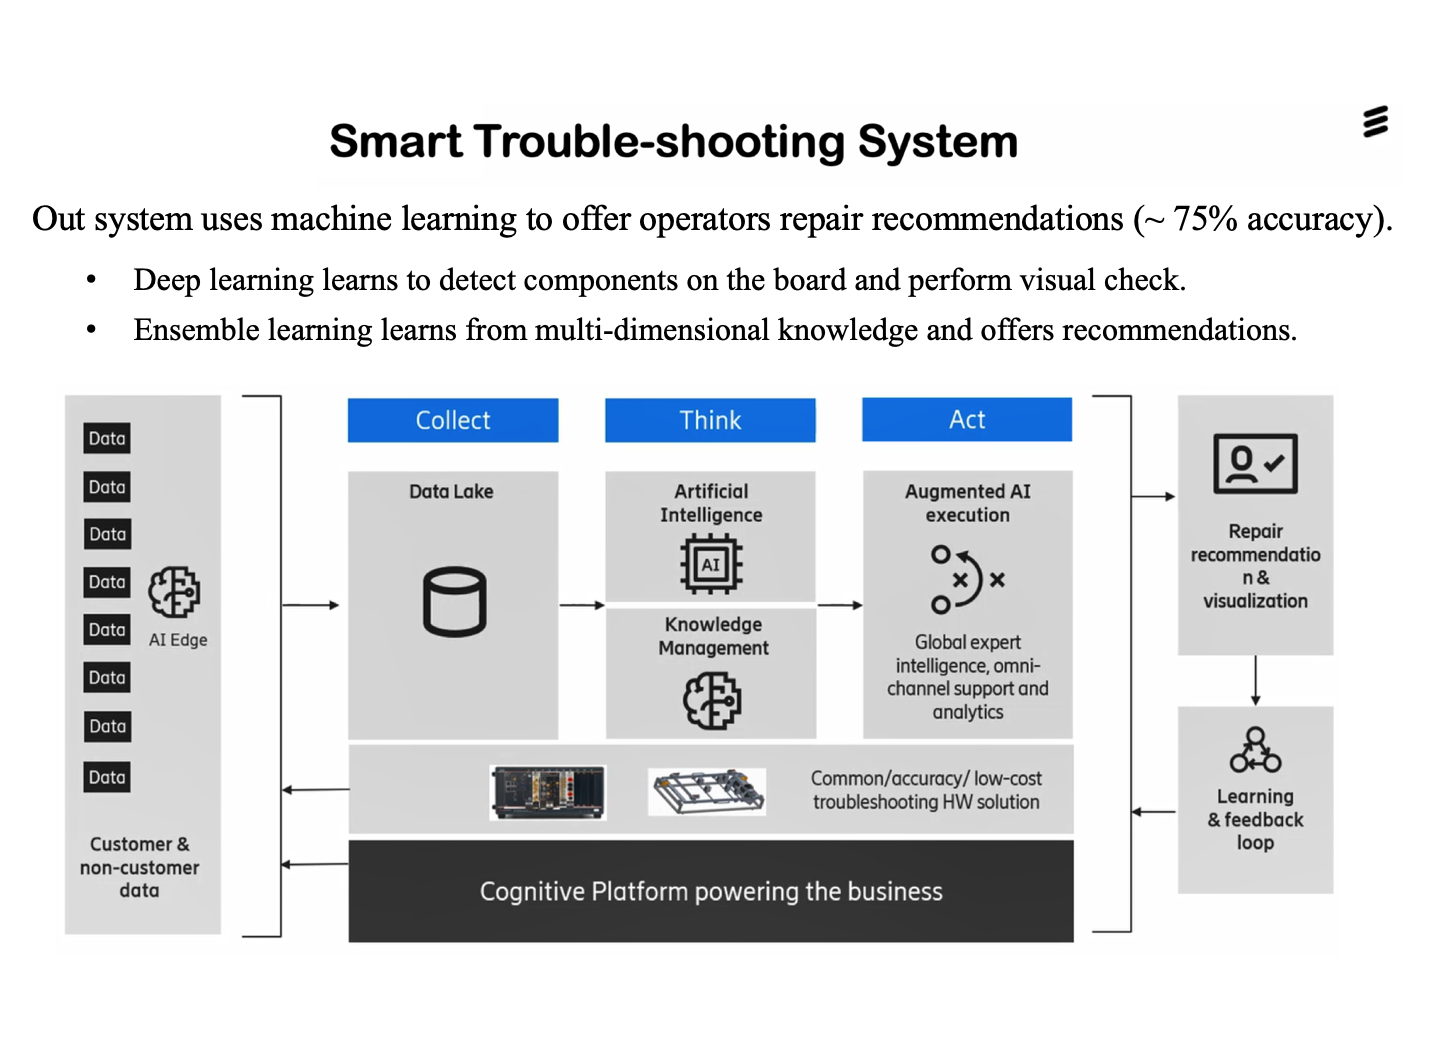 Smart Trouble-shooting System
Out system uses machine learning to offer operators repair recommendations (~ 75% accuracy).
• Deep learning learns to detect components on the board and perform visual check.
• Ensemble learning learns from multi-dimensional knowledge and offers recommendations.
Data
Data
Data
Data
Data
Data
Data
Data
AI Edge
Customer &
non-customer
data
Collect
Data Lake
Think
Artificial
Intelligence
AI
Knowledge
Management
Act
Augmented AI
execution
Global expert
intelligence, omni-
channel support and
analytics
Common/accuracy/ low-cost
troubleshooting HW solution
Cognitive Platform powering the business
Repair
recommendatio
n &
visualization
Learning
& feedback
loop